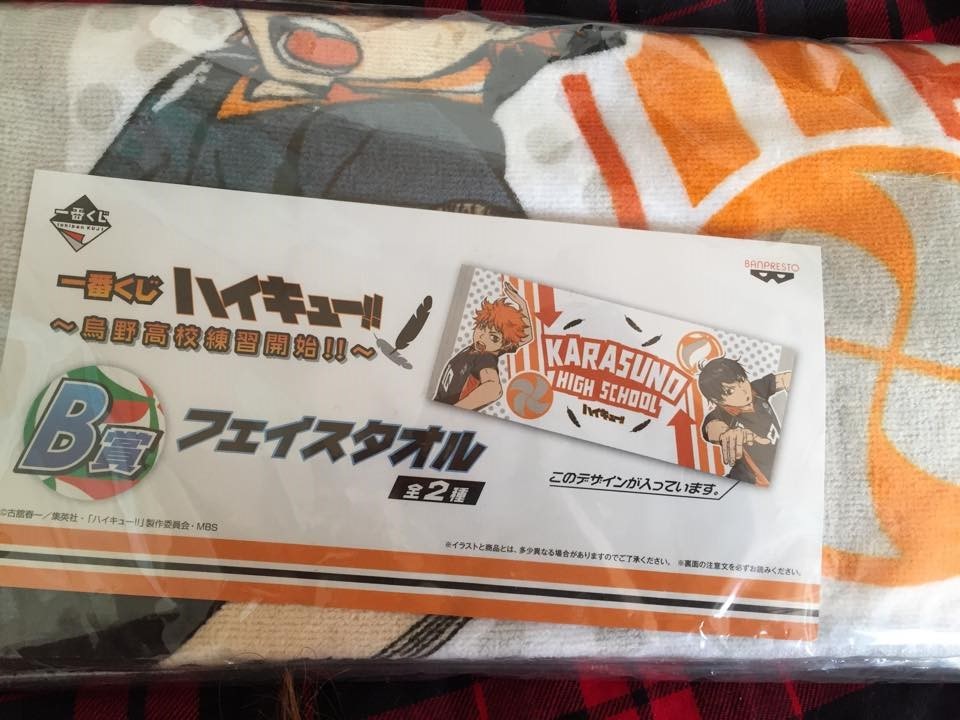 一番くじ
Ichiban KUJI
一番くじ ハイキュー!!
～烏野高校練習開始!!～
B賞
フェイスタオル
全2種
BANPRESTO
KARASUNO
HIGH SCHOOL
ハイキュー!!
このデザインが入っています。
©古舘春一／集英社・「ハイキュー!!」製作委員会・MBS
※イラストと商品とは、多少異なる場合がありますのでご了承ください。 ※裏面の注意文を必ずお読みください。